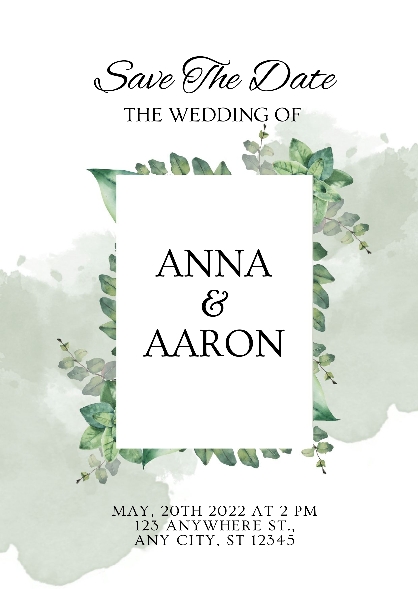 Save The Date
THE WEDDING OF
ANNA
&
AARON
MAY, 20TH 2022 AT 2 PM
123 ANYWHERE ST.,
ANY CITY, ST 12345